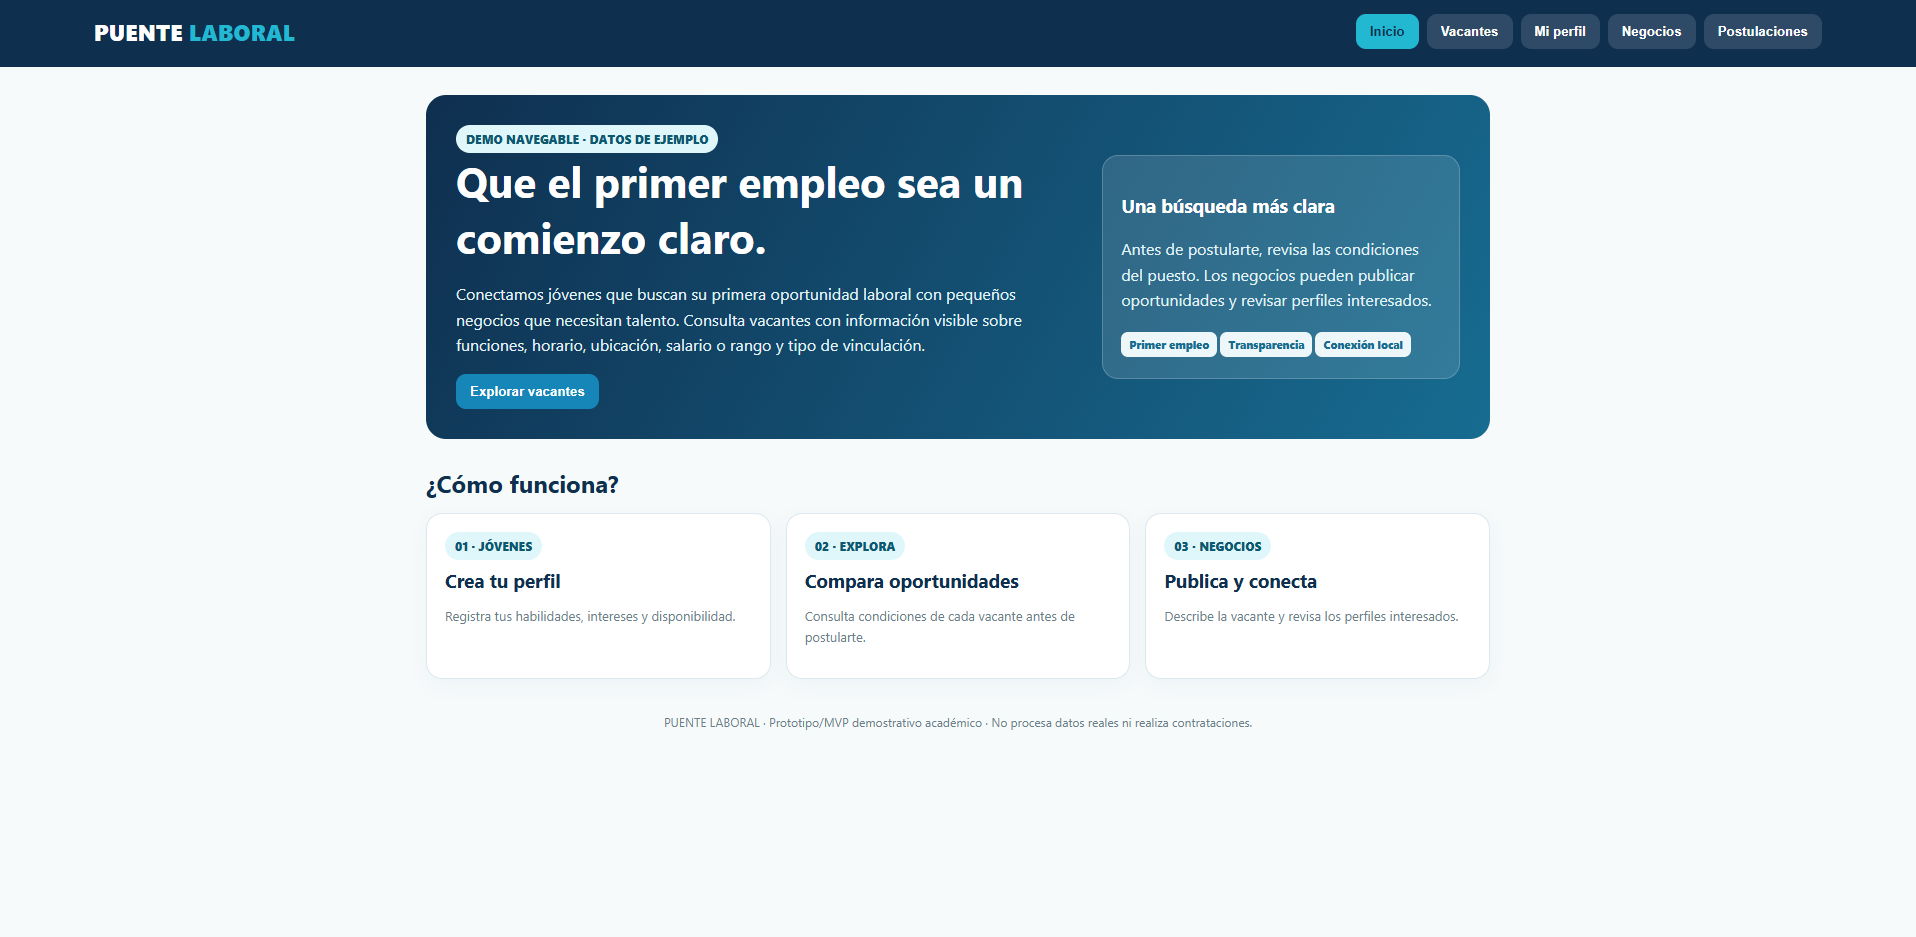 PUENTE LABORAL
Inicio
Vacantes
Mi perfil
Negocios
Postulaciones
DEMO NAVEGABLE · DATOS DE EJEMPLO
Que el primer empleo sea un
comienzo claro.
Conectamos jóvenes que buscan su primera oportunidad laboral con pequeños
negocios que necesitan talento. Consulta vacantes con información visible sobre
funciones, horario, ubicación, salario o rango y tipo de vinculación.
Explorar vacantes
Una búsqueda más clara
Antes de postularte, revisa las condiciones
del puesto. Los negocios pueden publicar
oportunidades y revisar perfiles interesados.
Primer empleo
Transparencia
Conexión local
¿Cómo funciona?
01 · JÓVENES
Crea tu perfil
Registra tus habilidades, intereses y disponibilidad.
02 · EXPLORA
Compara oportunidades
Consulta condiciones de cada vacante antes de
postularte.
03 · NEGOCIOS
Publica y conecta
Describe la vacante y revisa los perfiles interesados.
PUENTE LABORAL · Prototipo/MVP demostrativo académico · No procesa datos reales ni realiza contrataciones.